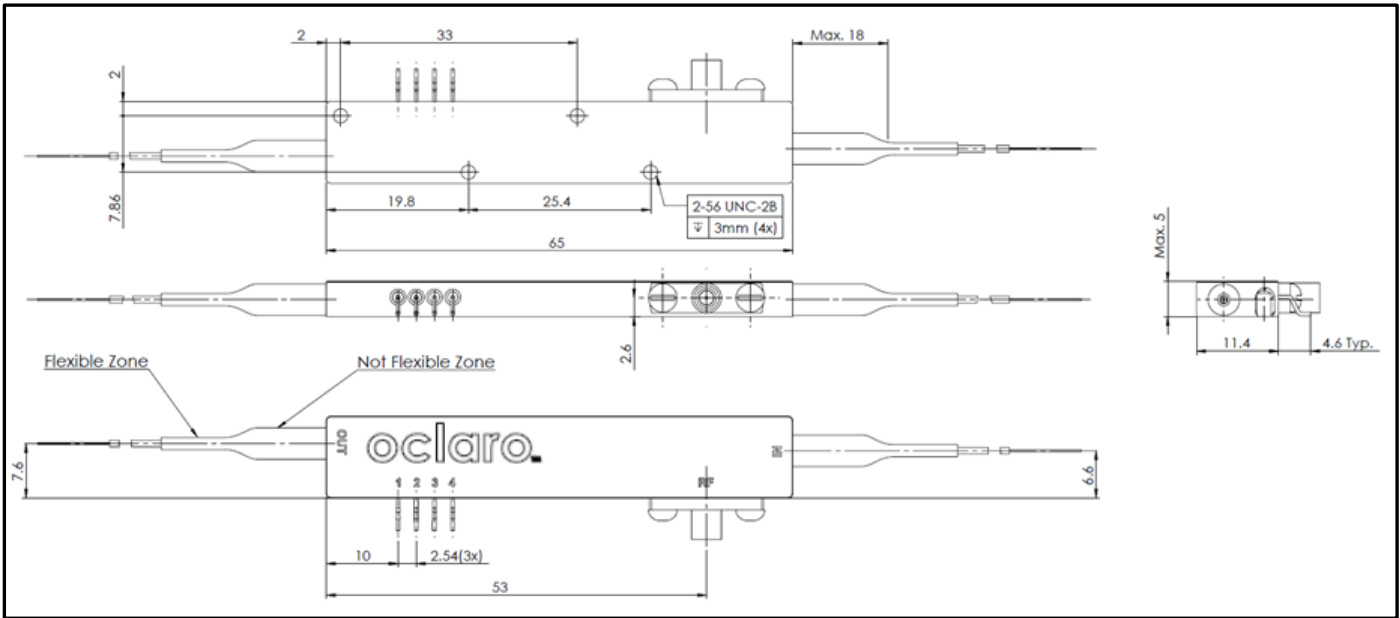 2
33
Max. 18
2
7.86
19.8
25.4
2-56 UNC-2B
3mm (4x)
65
Max. 5
2.6
11.4
4.6 Typ.
Flexible Zone
Not Flexible Zone
OUT
oclaro
IN
7.6
1 2 3 4
RF
6.6
10
2.54(3x)
53